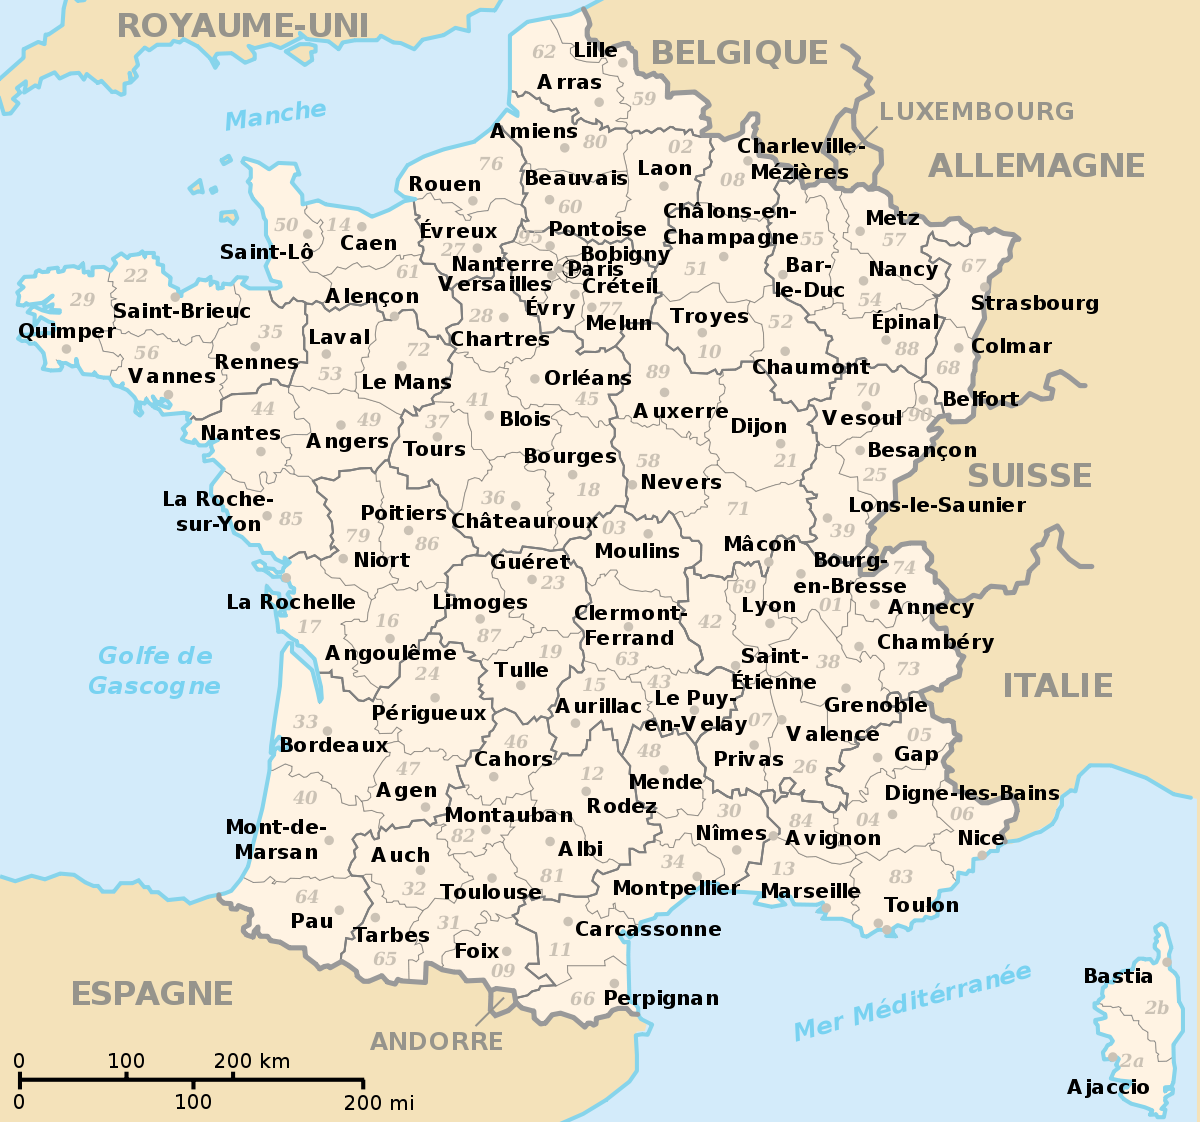 ROYAUME-UNI
62
Lille
BELGIQUE
Arras
59
Manche
LUXEMBOURG
Amiens
80
02
Charleville-
Mézières
ALLEMAGNE
76
Beauvais
Laon
08
Rouen
60
Châlons-en-
Champagne
Metz
50
14
Évreux
Pontoise
55
57
Saint-Lô
Caen
27
95
Bobigny
Nanterre
Paris
51
Bar-
le-Duc
Nancy
67
22
61
Versailles
Créteil
29
Alençon
Évry
77
54
Strasbourg
Saint-Brieuc
28
Melun
Troyes
52
Épinal
Quimper
35
Laval
Chartres
56
Rennes
72
10
88
Colmar
Vannes
53
Le Mans
Orléans
89
Chaumont
68
44
49
41
45
70
Belfort
Nantes
Angers
37
Blois
Auxerre
Dijon
Vesoul
90
Tours
Bourges
58
21
Besançon
25
SUISSE
La Roche-
sur-Yon
85
36
18
Nevers
71
Lons-le-Saunier
Poitiers
Châteauroux
03
39
79
86
Moulins
Mâcon
Niort
Guéret
23
Bourg-
en-Bresse
74
La Rochelle
Limoges
Clermont-
Ferrand
69
Lyon
01
Annecy
17
16
87
42
Angoulême
19
63
Saint-
Étienne
38
Chambéry
73
Golfe de
Gascogne
24
Tulle
15
43
ITALIE
Périgueux
Aurillac
Le Puy-
en-Velay
07
Grenoble
33
Bordeaux
46
48
Valence
05
Cahors
Privas
26
Gap
47
12
Mende
40
Agen
Rodez
Digne-les-Bains
Montauban
30
84
04
06
Mont-de-
Marsan
82
Nîmes
Avignon
Nice
Auch
Albi
34
13
32
81
Toulouse
Montpellier
Marseille
83
64
Toulon
Pau
31
Tarbes
Carcassonne
65
Foix
11
09
Bastia
ESPAGNE
66
Perpignan
Mer Méditérranée
2b
ANDORRE
2a
Ajaccio
0 100 200 km
0 100 200 mi